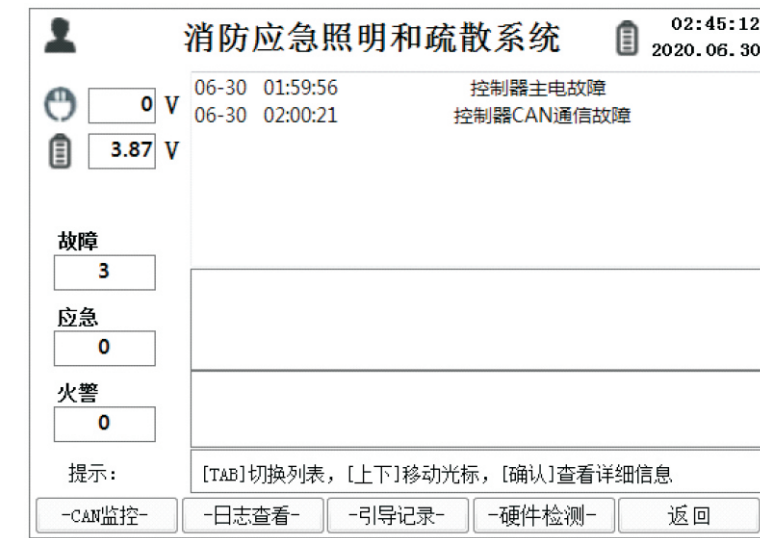 消防应急照明和疏散系统
02:45:12
2020.06.30
0 V
3.87 V
06-30 01:59:56 控制器主电故障
06-30 02:00:21 控制器CAN通信故障
故障
3
应急
0
火警
0
提示: [TAB]切换列表, [上下]移动光标, [确认]查看详细信息
-CAN监控- -日志查看- -引导记录- -硬件检测- 返回